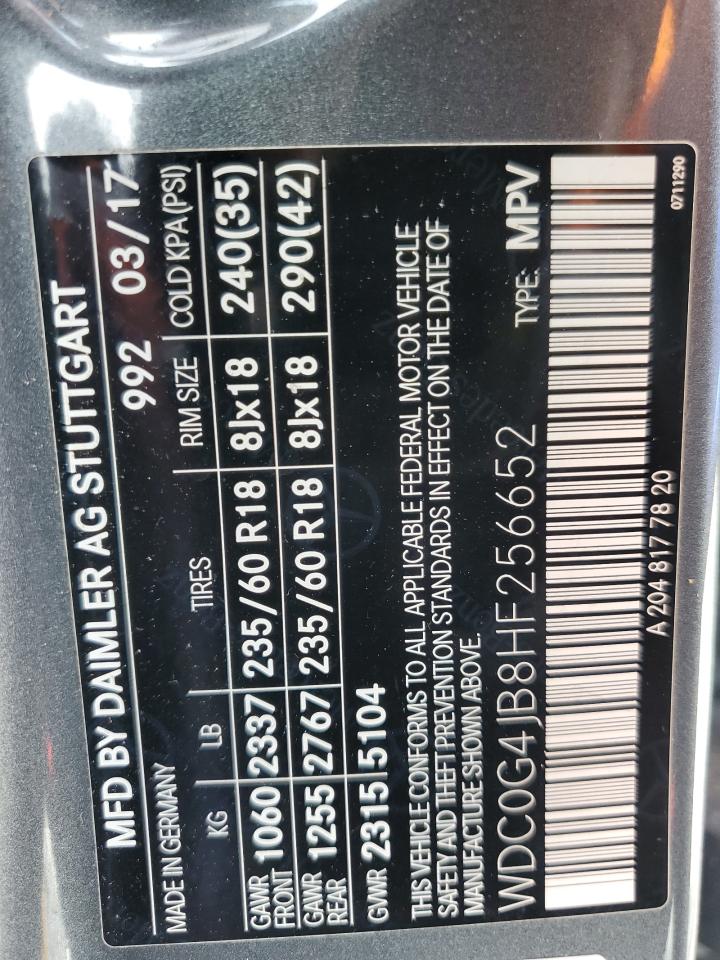 MFD BY DAIMLER AG STUTTGART
MADE IN GERMANY 992 03/17
KG LB TIRES RIM SIZE COLD KPA(PSI)
GAWR FRONT 1060 2337 235/60 R18 8Jx18 240(35)
GAWR REAR 1255 2767 235/60 R18 8Jx18 290(42)
GVWR 2315 5104
THIS VEHICLE CONFORMS TO ALL APPLICABLE FEDERAL MOTOR VEHICLE
SAFETY AND THEFT PREVENTION STANDARDS IN EFFECT ON THE DATE OF
MANUFACTURE SHOWN ABOVE.
WDC0G4JB8HF256652 TYPE: MPV
A 204 817 78 20 0711290